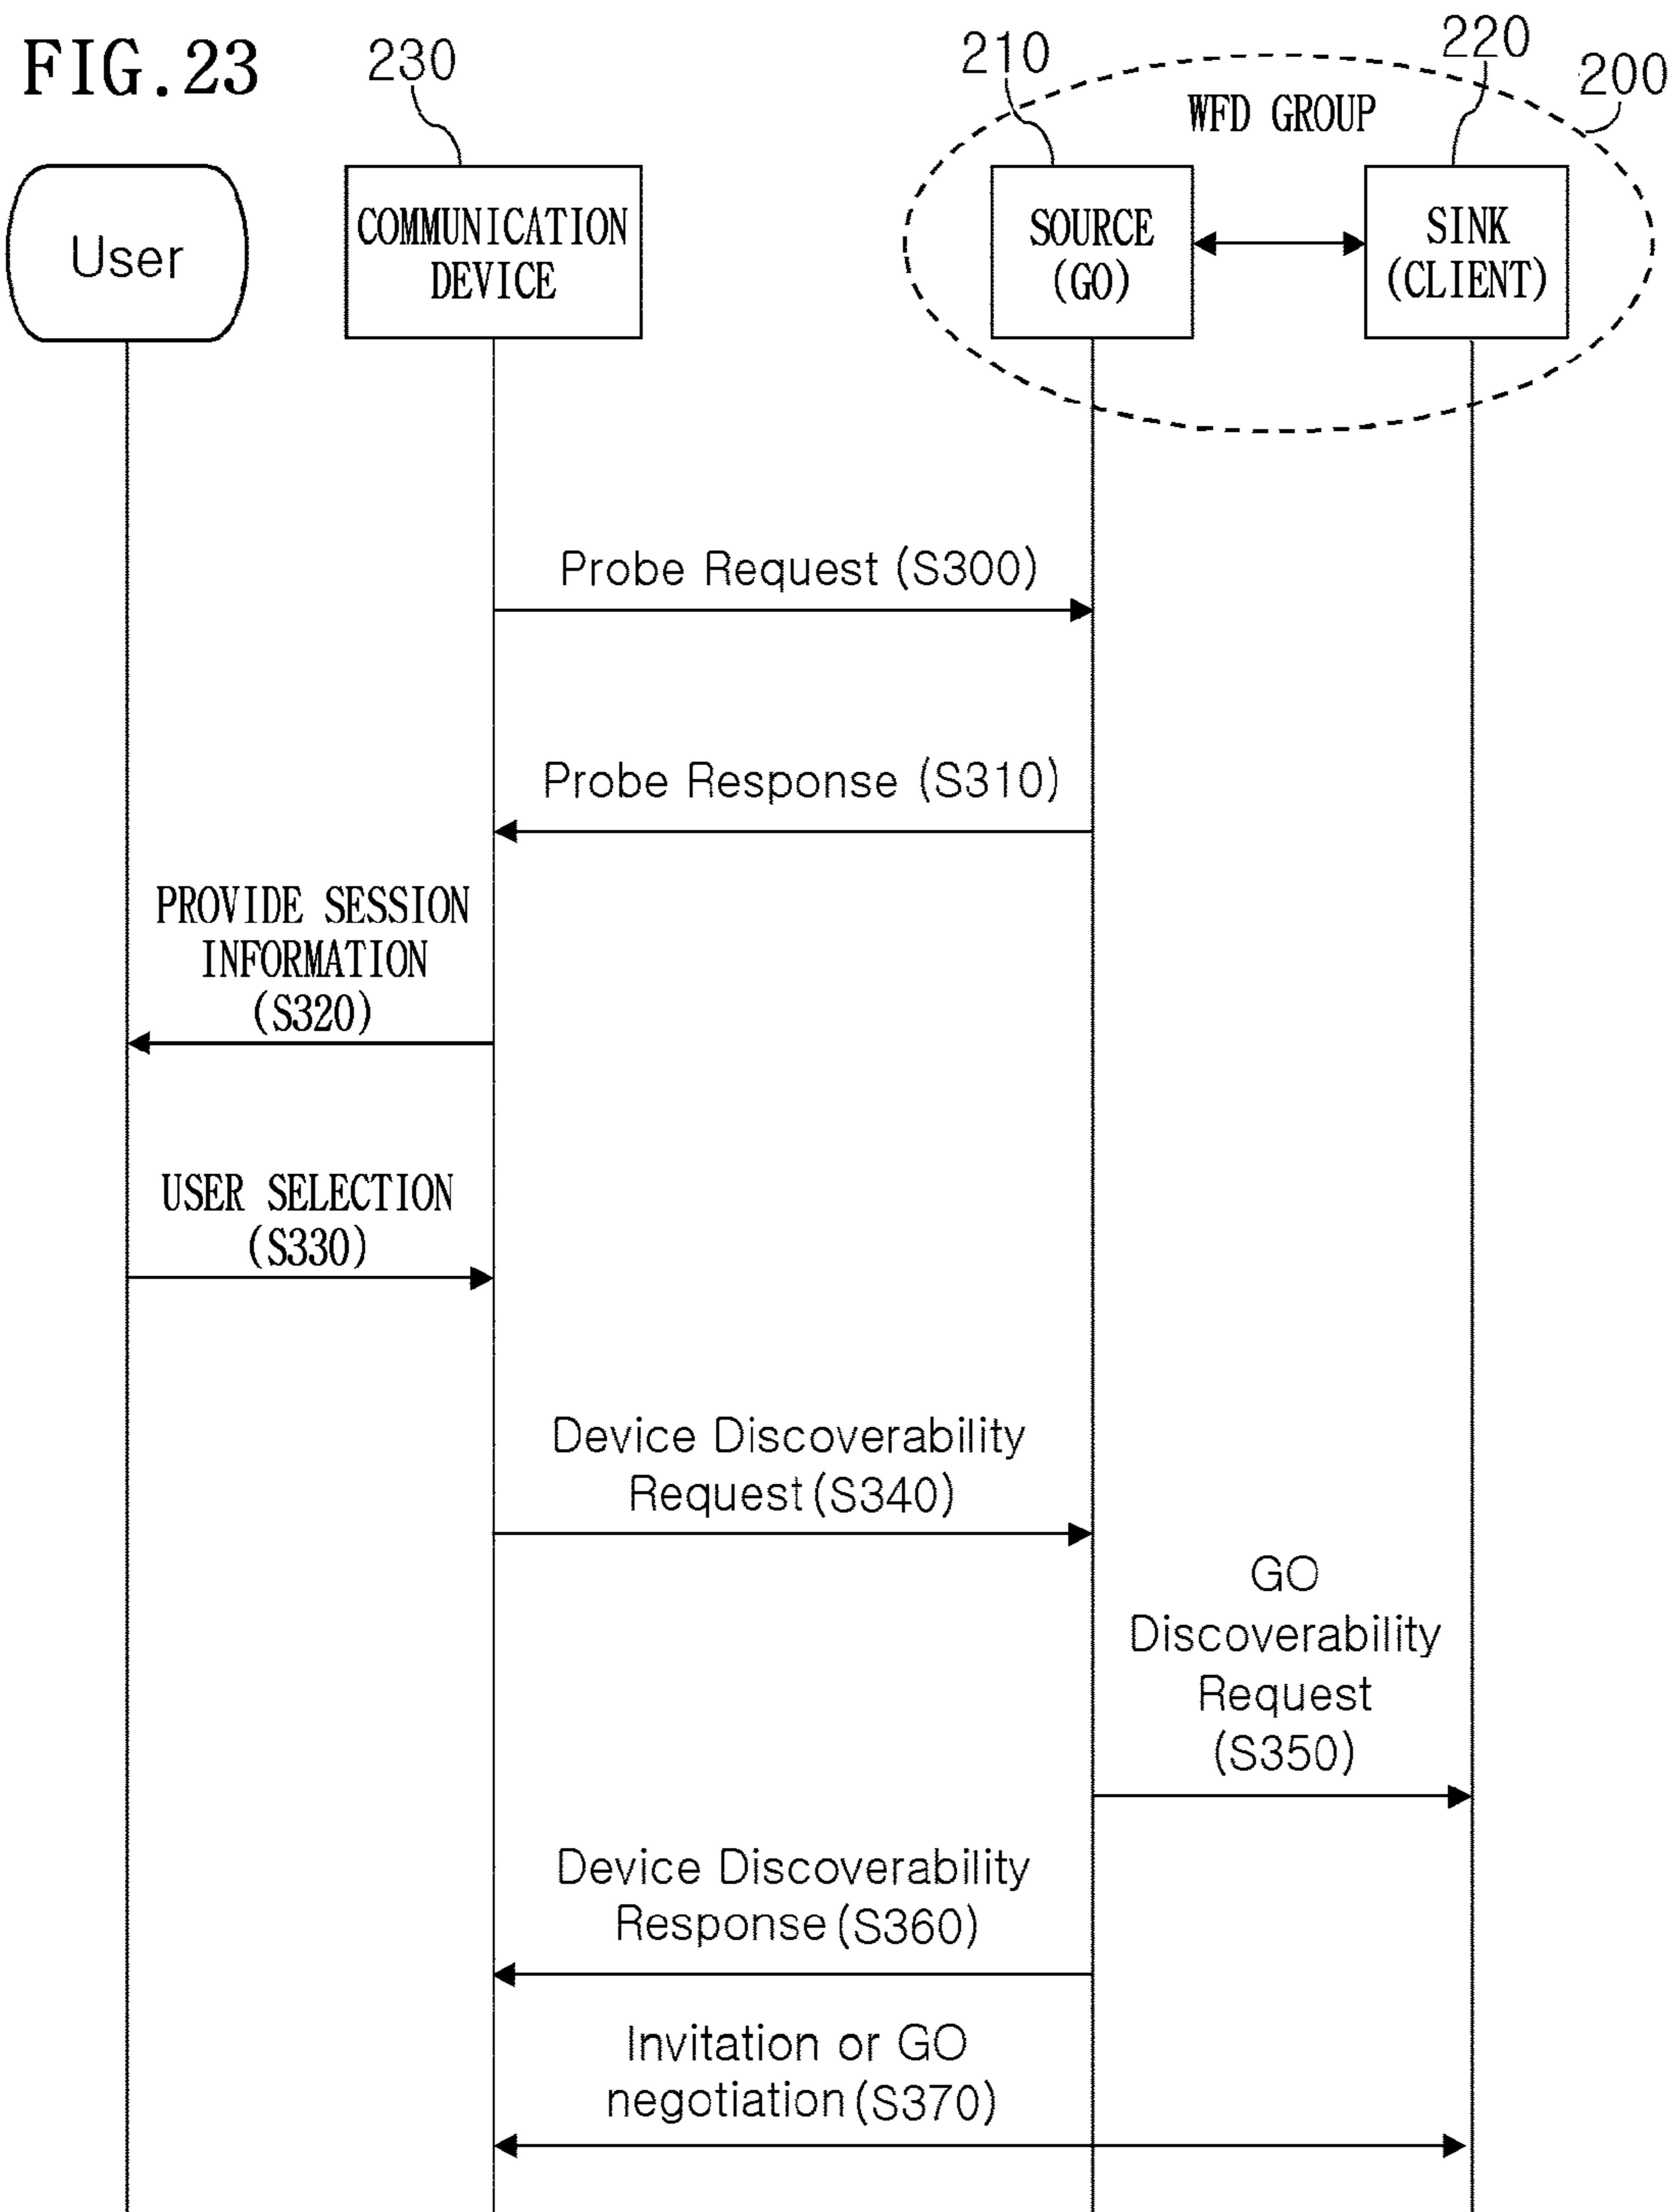 FIG.23
230
210
220
200
WFD GROUP
User
COMMUNICATION
DEVICE
SOURCE
(GO)
SINK
(CLIENT)
Probe Request (S300)
Probe Response (S310)
PROVIDE SESSION
INFORMATION
(S320)
USER SELECTION
(S330)
Device Discoverability
Request(S340)
GO
Discoverability
Request
(S350)
Device Discoverability
Response(S360)
Invitation or GO
negotiation(S370)